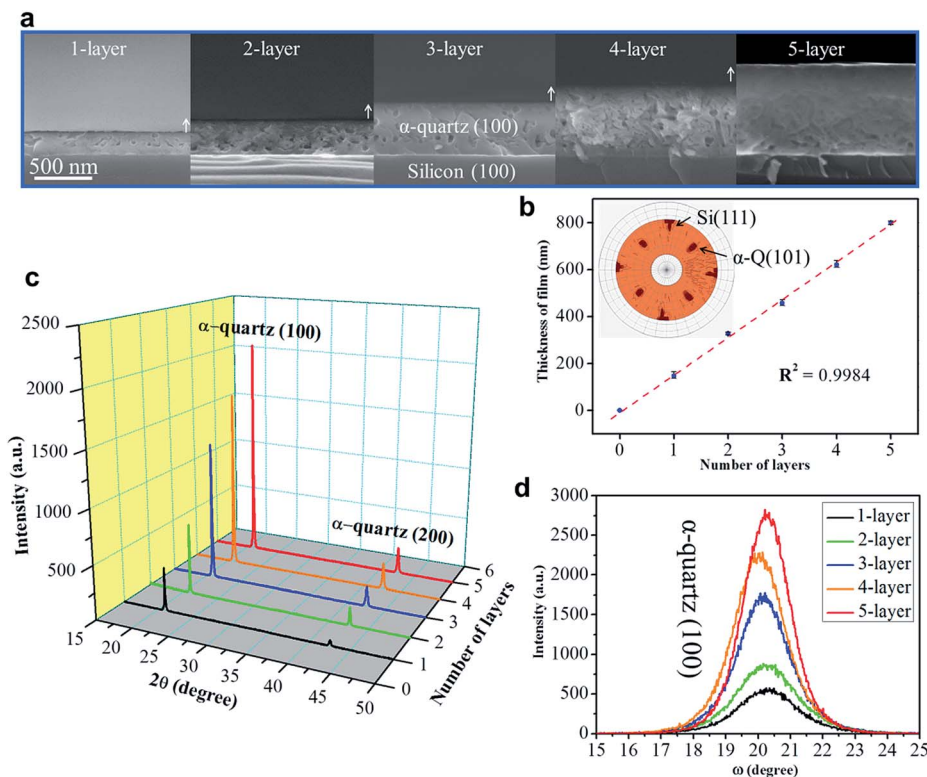 a
1-layer
2-layer
3-layer
4-layer
5-layer
α-quartz (100)
500 nm
Silicon (100)
b
Thickness of film (nm)
800
600
400
200
0
Si(111)
α-Q(101)
R² = 0.9984
0 1 2 3 4 5
Number of layers
c
Intensity (a.u.)
2500
2000
1500
1000
500
α–quartz (100)
α–quartz (200)
15 20 25 30 35 40 45 50
2θ (degree)
0 1 2 3 4 5 6
Number of layers
d
Intensity (a.u.)
3000
2500
2000
1500
1000
500
0
α-quartz (100)
1-layer
2-layer
3-layer
4-layer
5-layer
15 16 17 18 19 20 21 22 23 24 25
ω (degree)